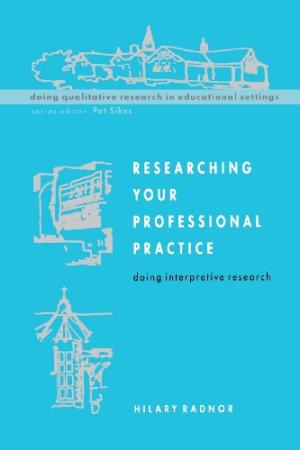 doing qualitative research in educational settings
series editor: Pat Sikes
RESEARCHING
YOUR
PROFESSIONAL
PRACTICE
doing interpretive research
HILARY RADNOR